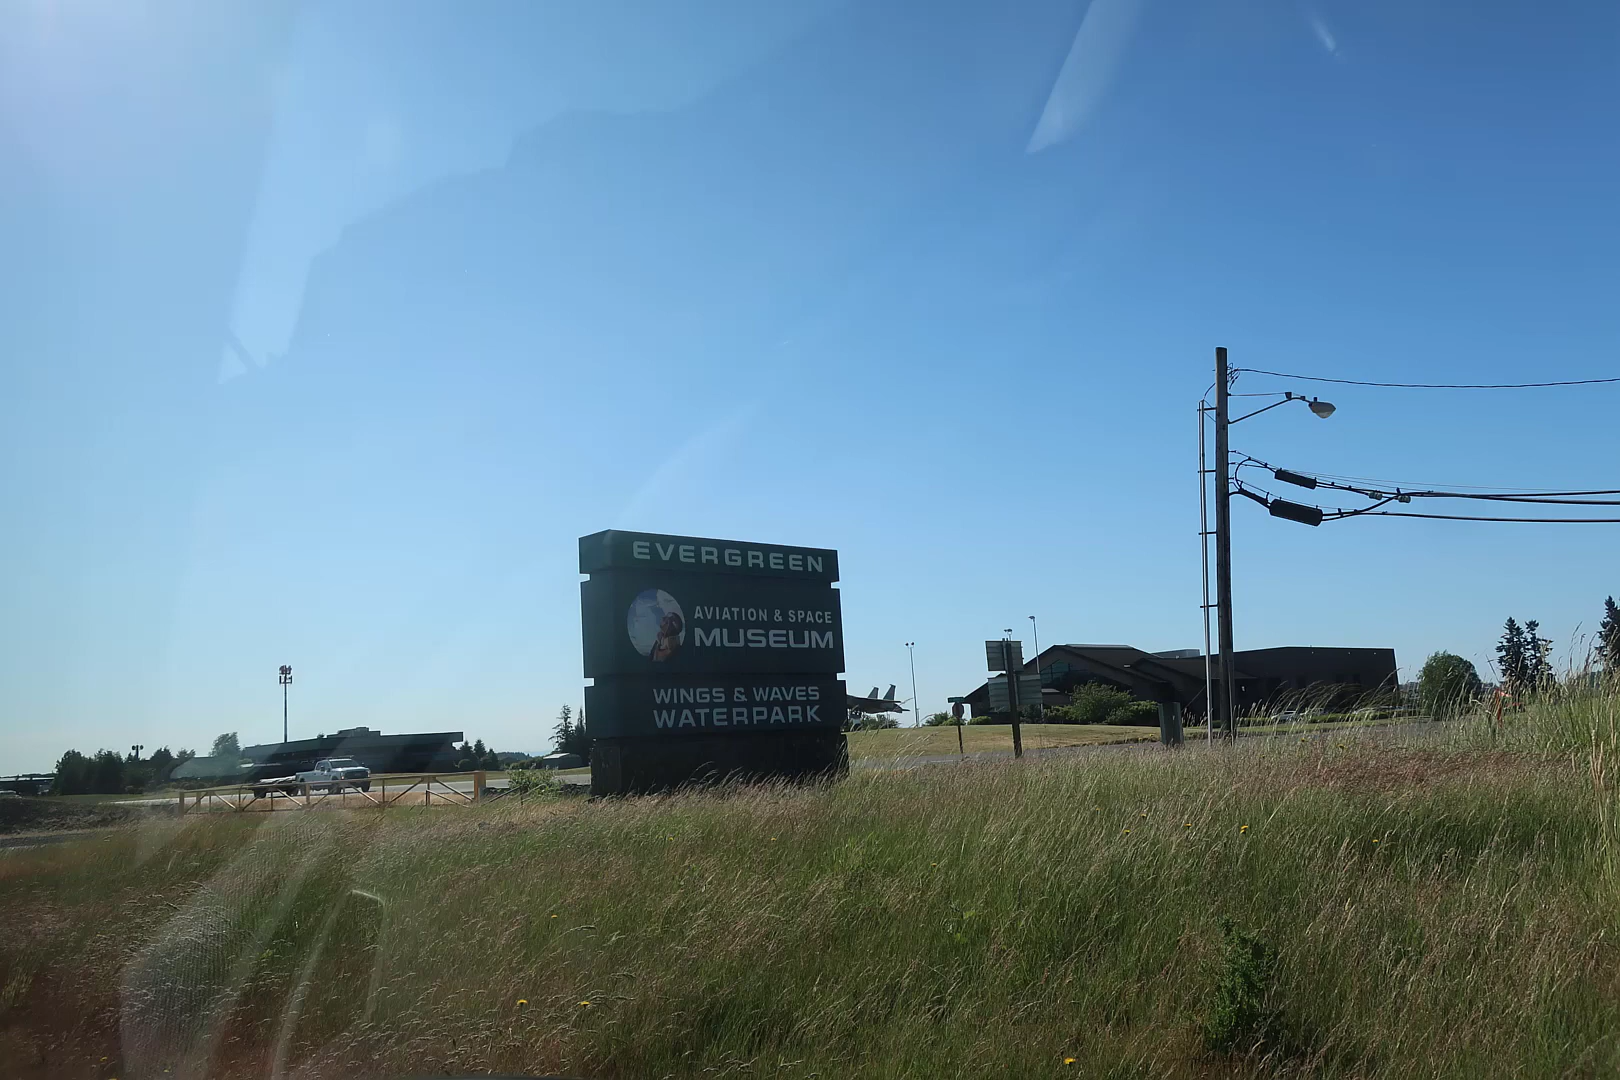 EVERGREEN
AVIATION & SPACE
MUSEUM
WINGS & WAVES
WATERPARK